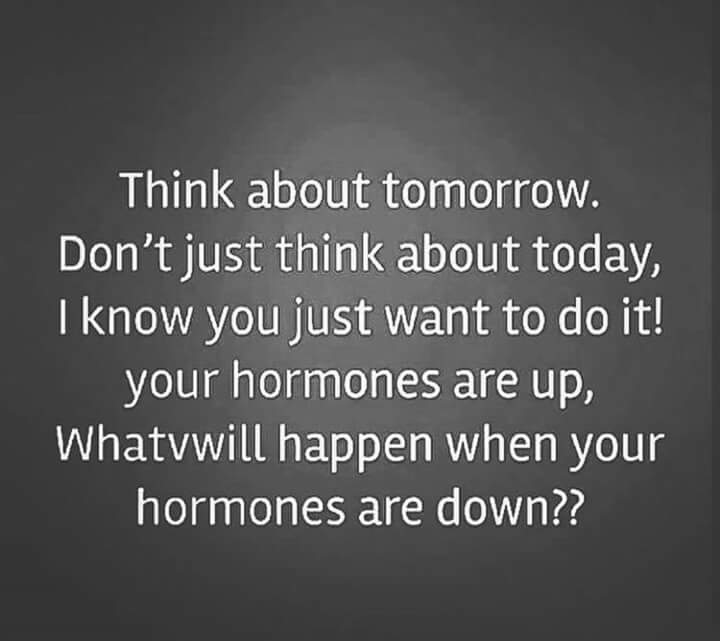 Think about tomorrow.
Don't just think about today,
I know you just want to do it!
your hormones are up,
Whatvwill happen when your
hormones are down??